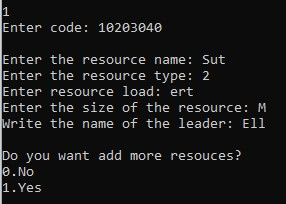 1
Enter code: 10203040
Enter the resource name: Sut
Enter the resource type: 2
Enter resource load: ert
Enter the size of the resource: M
Write the name of the leader: Ell
Do you want add more resouces?
0.No
1.Yes